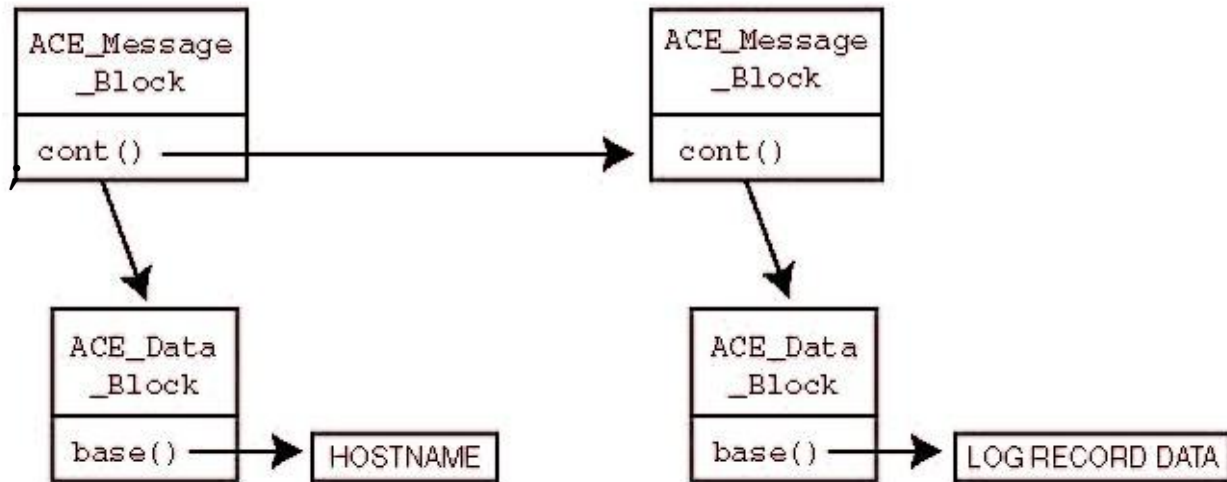 ACE_Message
_Block
cont()
ACE_Message
_Block
cont()
ACE_Data
_Block
base()
HOSTNAME
ACE_Data
_Block
base()
LOG RECORD DATA